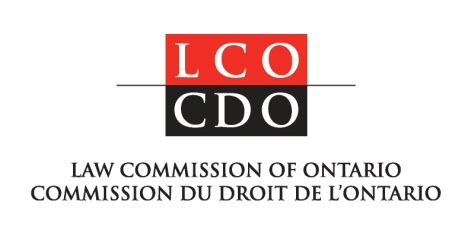 LCO
CDO
LAW COMMISSION OF ONTARIO
COMMISSION DU DROIT DE L'ONTARIO